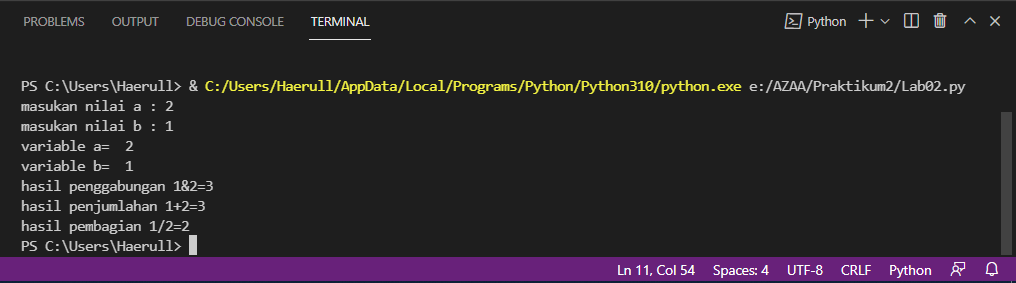 PROBLEMS OUTPUT DEBUG CONSOLE TERMINAL Python
PS C:\Users\Haerull> & C:/Users/Haerull/AppData/Local/Programs/Python/Python310/python.exe e:/AZAA/Praktikum2/Lab02.py
masukan nilai a : 2
masukan nilai b : 1
variable a=  2
variable b=  1
hasil penggabungan 1&2=3
hasil penjumlahan 1+2=3
hasil pembagian 1/2=2
PS C:\Users\Haerull>
Ln 11, Col 54 Spaces: 4 UTF-8 CRLF Python